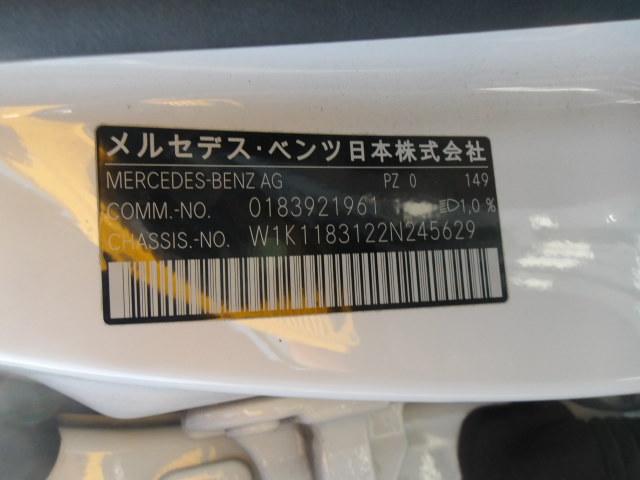 メルセデス・ベンツ日本株式会社
MERCEDES-BENZ AG PZ 0 149
COMM.-NO. 0183921961 1,0 %
CHASSIS.-NO. W1K1183122N245629